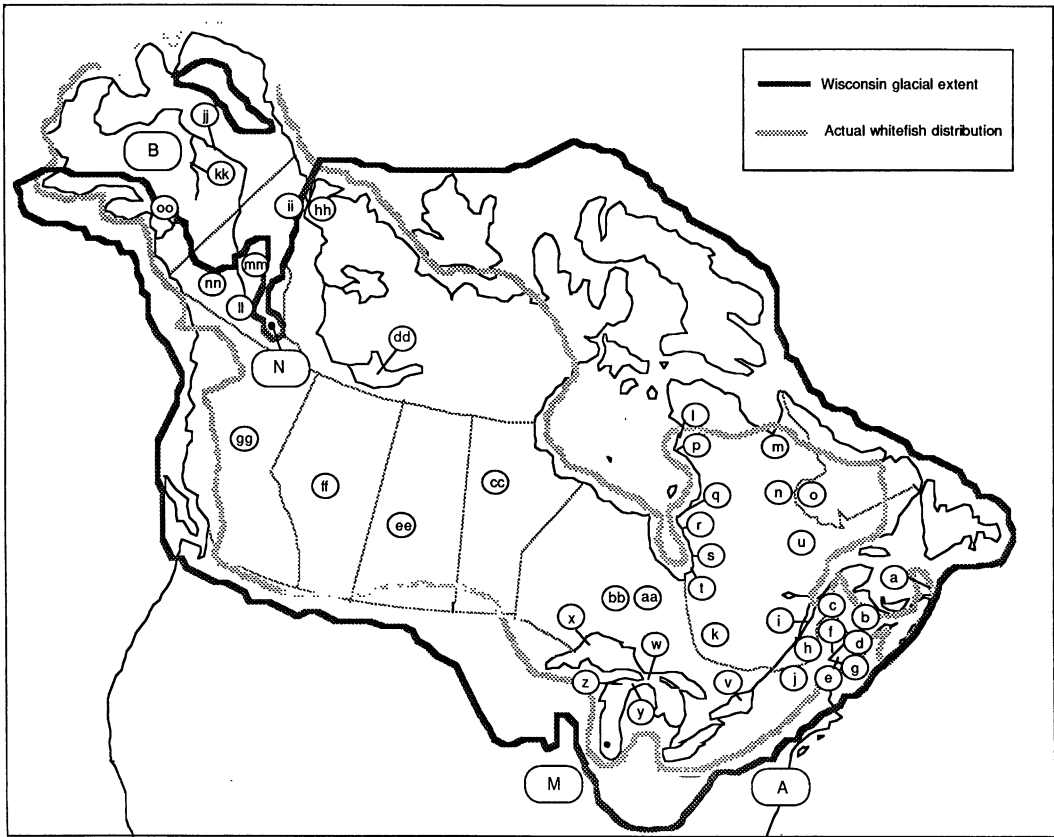 Wisconsin glacial extent
Actual whitefish distribution
jj
B
kk
oo
ii
hh
mm
nn
ll
N
dd
gg
ff
ee
cc
l
p
m
q
n
o
r
s
u
t
a
bb
aa
c
b
i
x
k
f
d
w
h
g
z
v
j
e
y
M
A